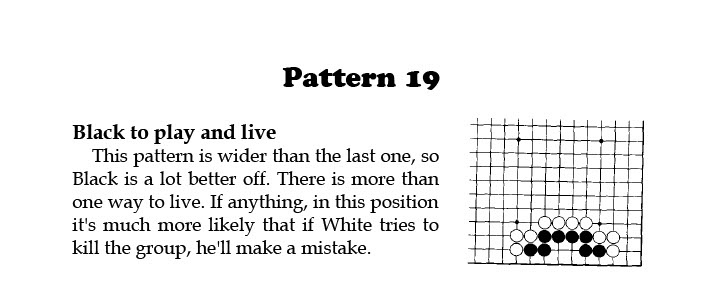 Pattern 19
Black to play and live
This pattern is wider than the last one, so
Black is a lot better off. There is more than
one way to live. If anything, in this position
it's much more likely that if White tries to
kill the group, he'll make a mistake.